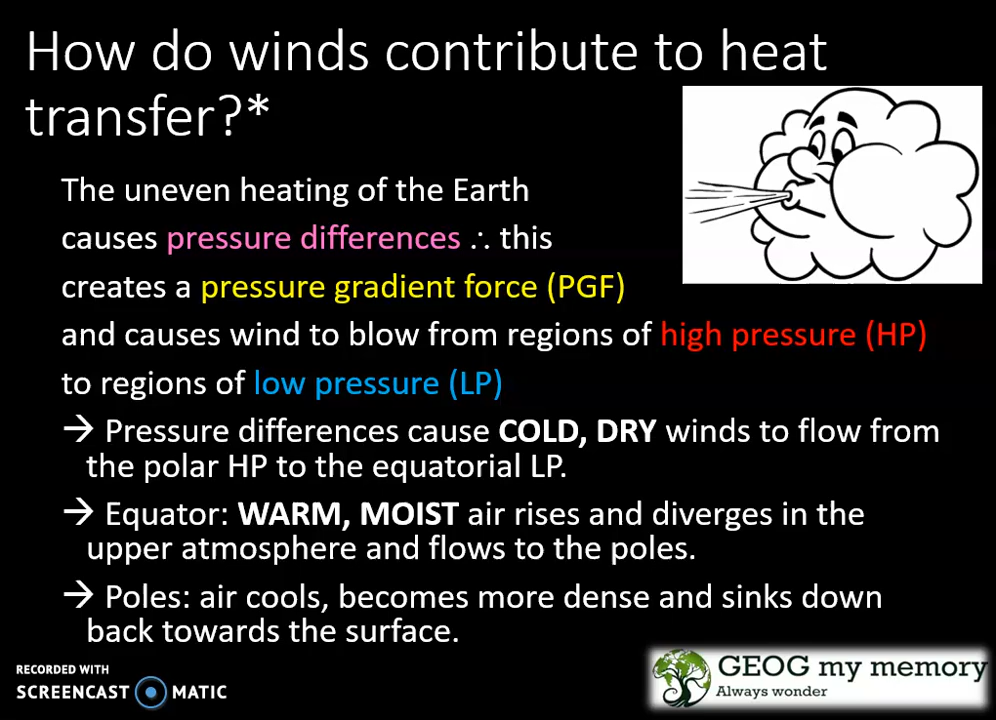 How do winds contribute to heat
transfer?*
The uneven heating of the Earth
causes pressure differences ∴ this
creates a pressure gradient force (PGF)
and causes wind to blow from regions of high pressure (HP)
to regions of low pressure (LP)
→ Pressure differences cause COLD, DRY winds to flow from
the polar HP to the equatorial LP.
→ Equator: WARM, MOIST air rises and diverges in the
upper atmosphere and flows to the poles.
→ Poles: air cools, becomes more dense and sinks down
back towards the surface.
RECORDED WITH
SCREENCAST MATIC
GEOG my memory
Always wonder